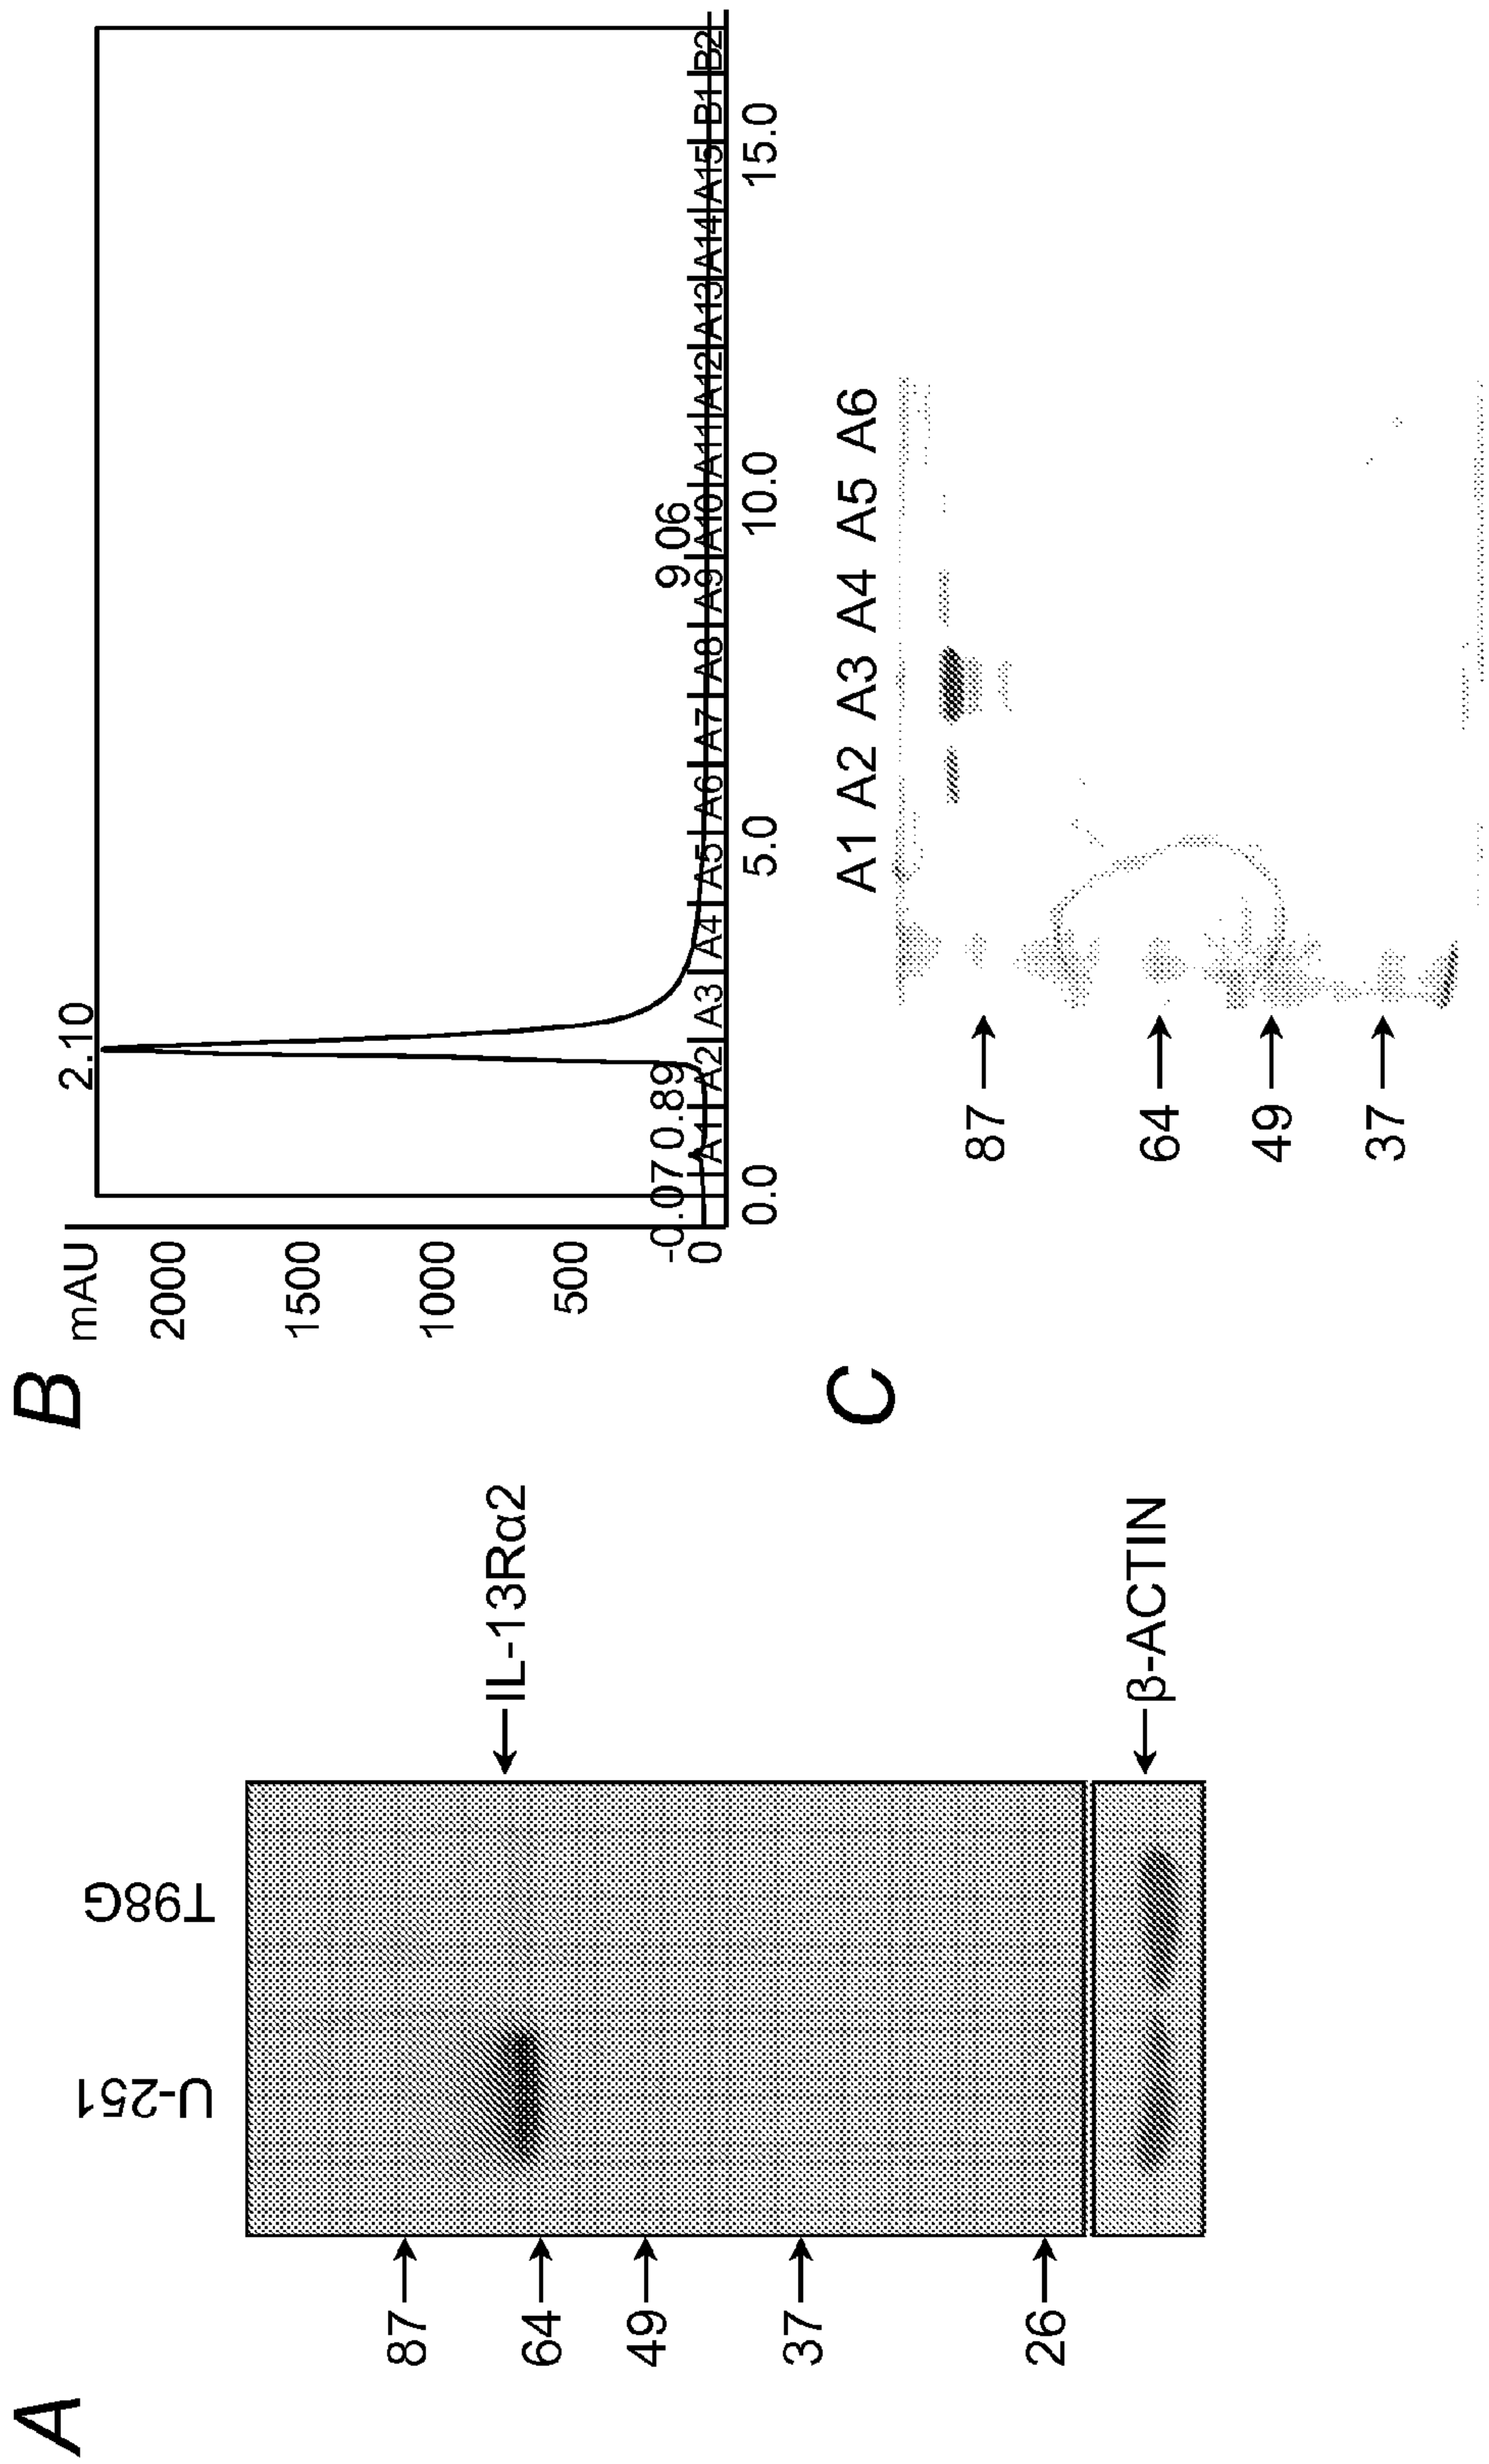 A
U-251 T98G
87
64
49
37
26
IL-13Rα2
β-ACTIN
B
mAU
2000
1500
1000
500
0
-0.07 0.89
2.10
9.06
A1 A2 A3 A4 A5 A6 A7 A8 A9 A10 A11 A12 A13 A14 A15 B1 B2
0.0 5.0 10.0 15.0
C
A1 A2 A3 A4 A5 A6
87
64
49
37